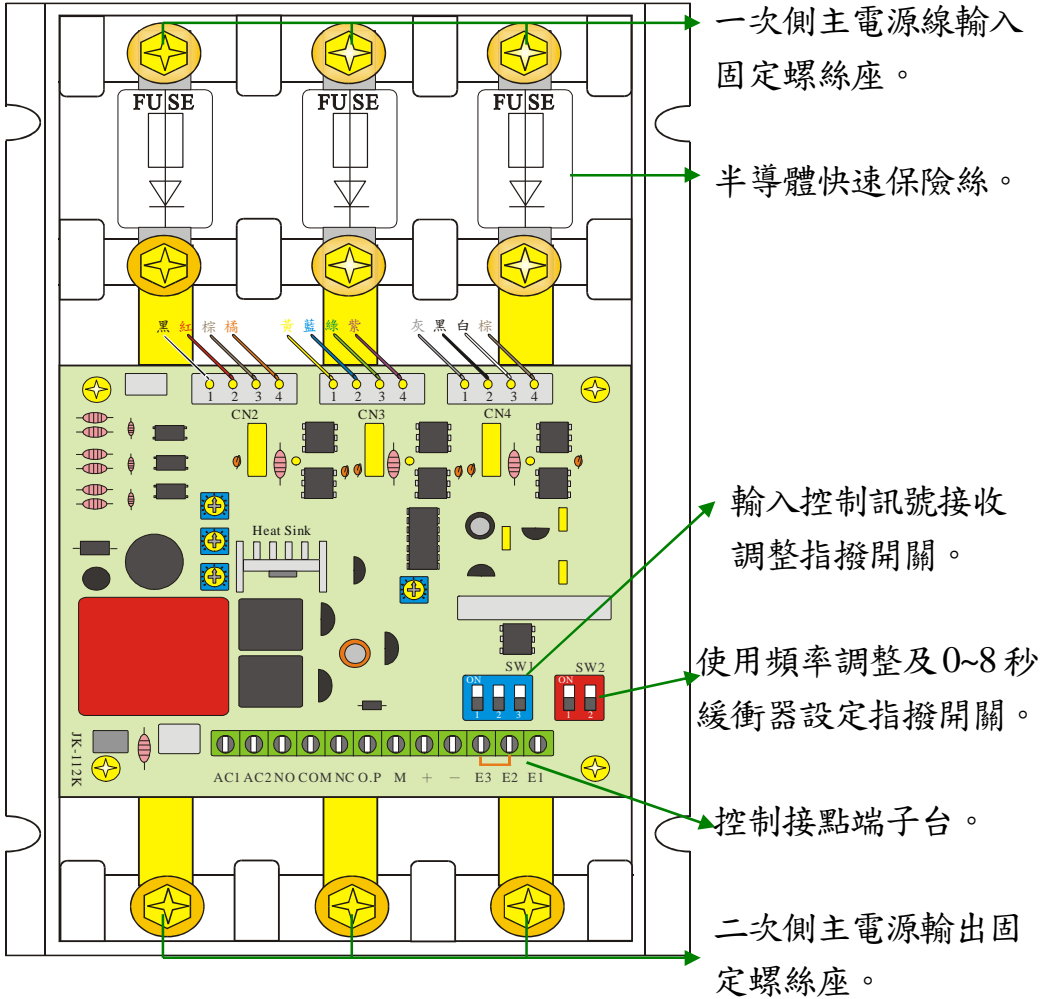 一次側主電源線輸入
固定螺絲座。
FUSE FUSE FUSE
半導體快速保險絲。
黑 紅 棕 橘 黃 藍 綠 紫 灰 黑 白 棕
1 2 3 4 1 2 3 4 1 2 3 4
CN2 CN3 CN4
輸入控制訊號接收
調整指撥開關。
Heat Sink
使用頻率調整及0~8秒
緩衝器設定指撥開關。
SW1 SW2
ON ON
1 2 3 1 2
JK-112K
AC1 AC2 NO COM NC O.P M + − E3 E2 E1
控制接點端子台。
二次側主電源輸出固
定螺絲座。